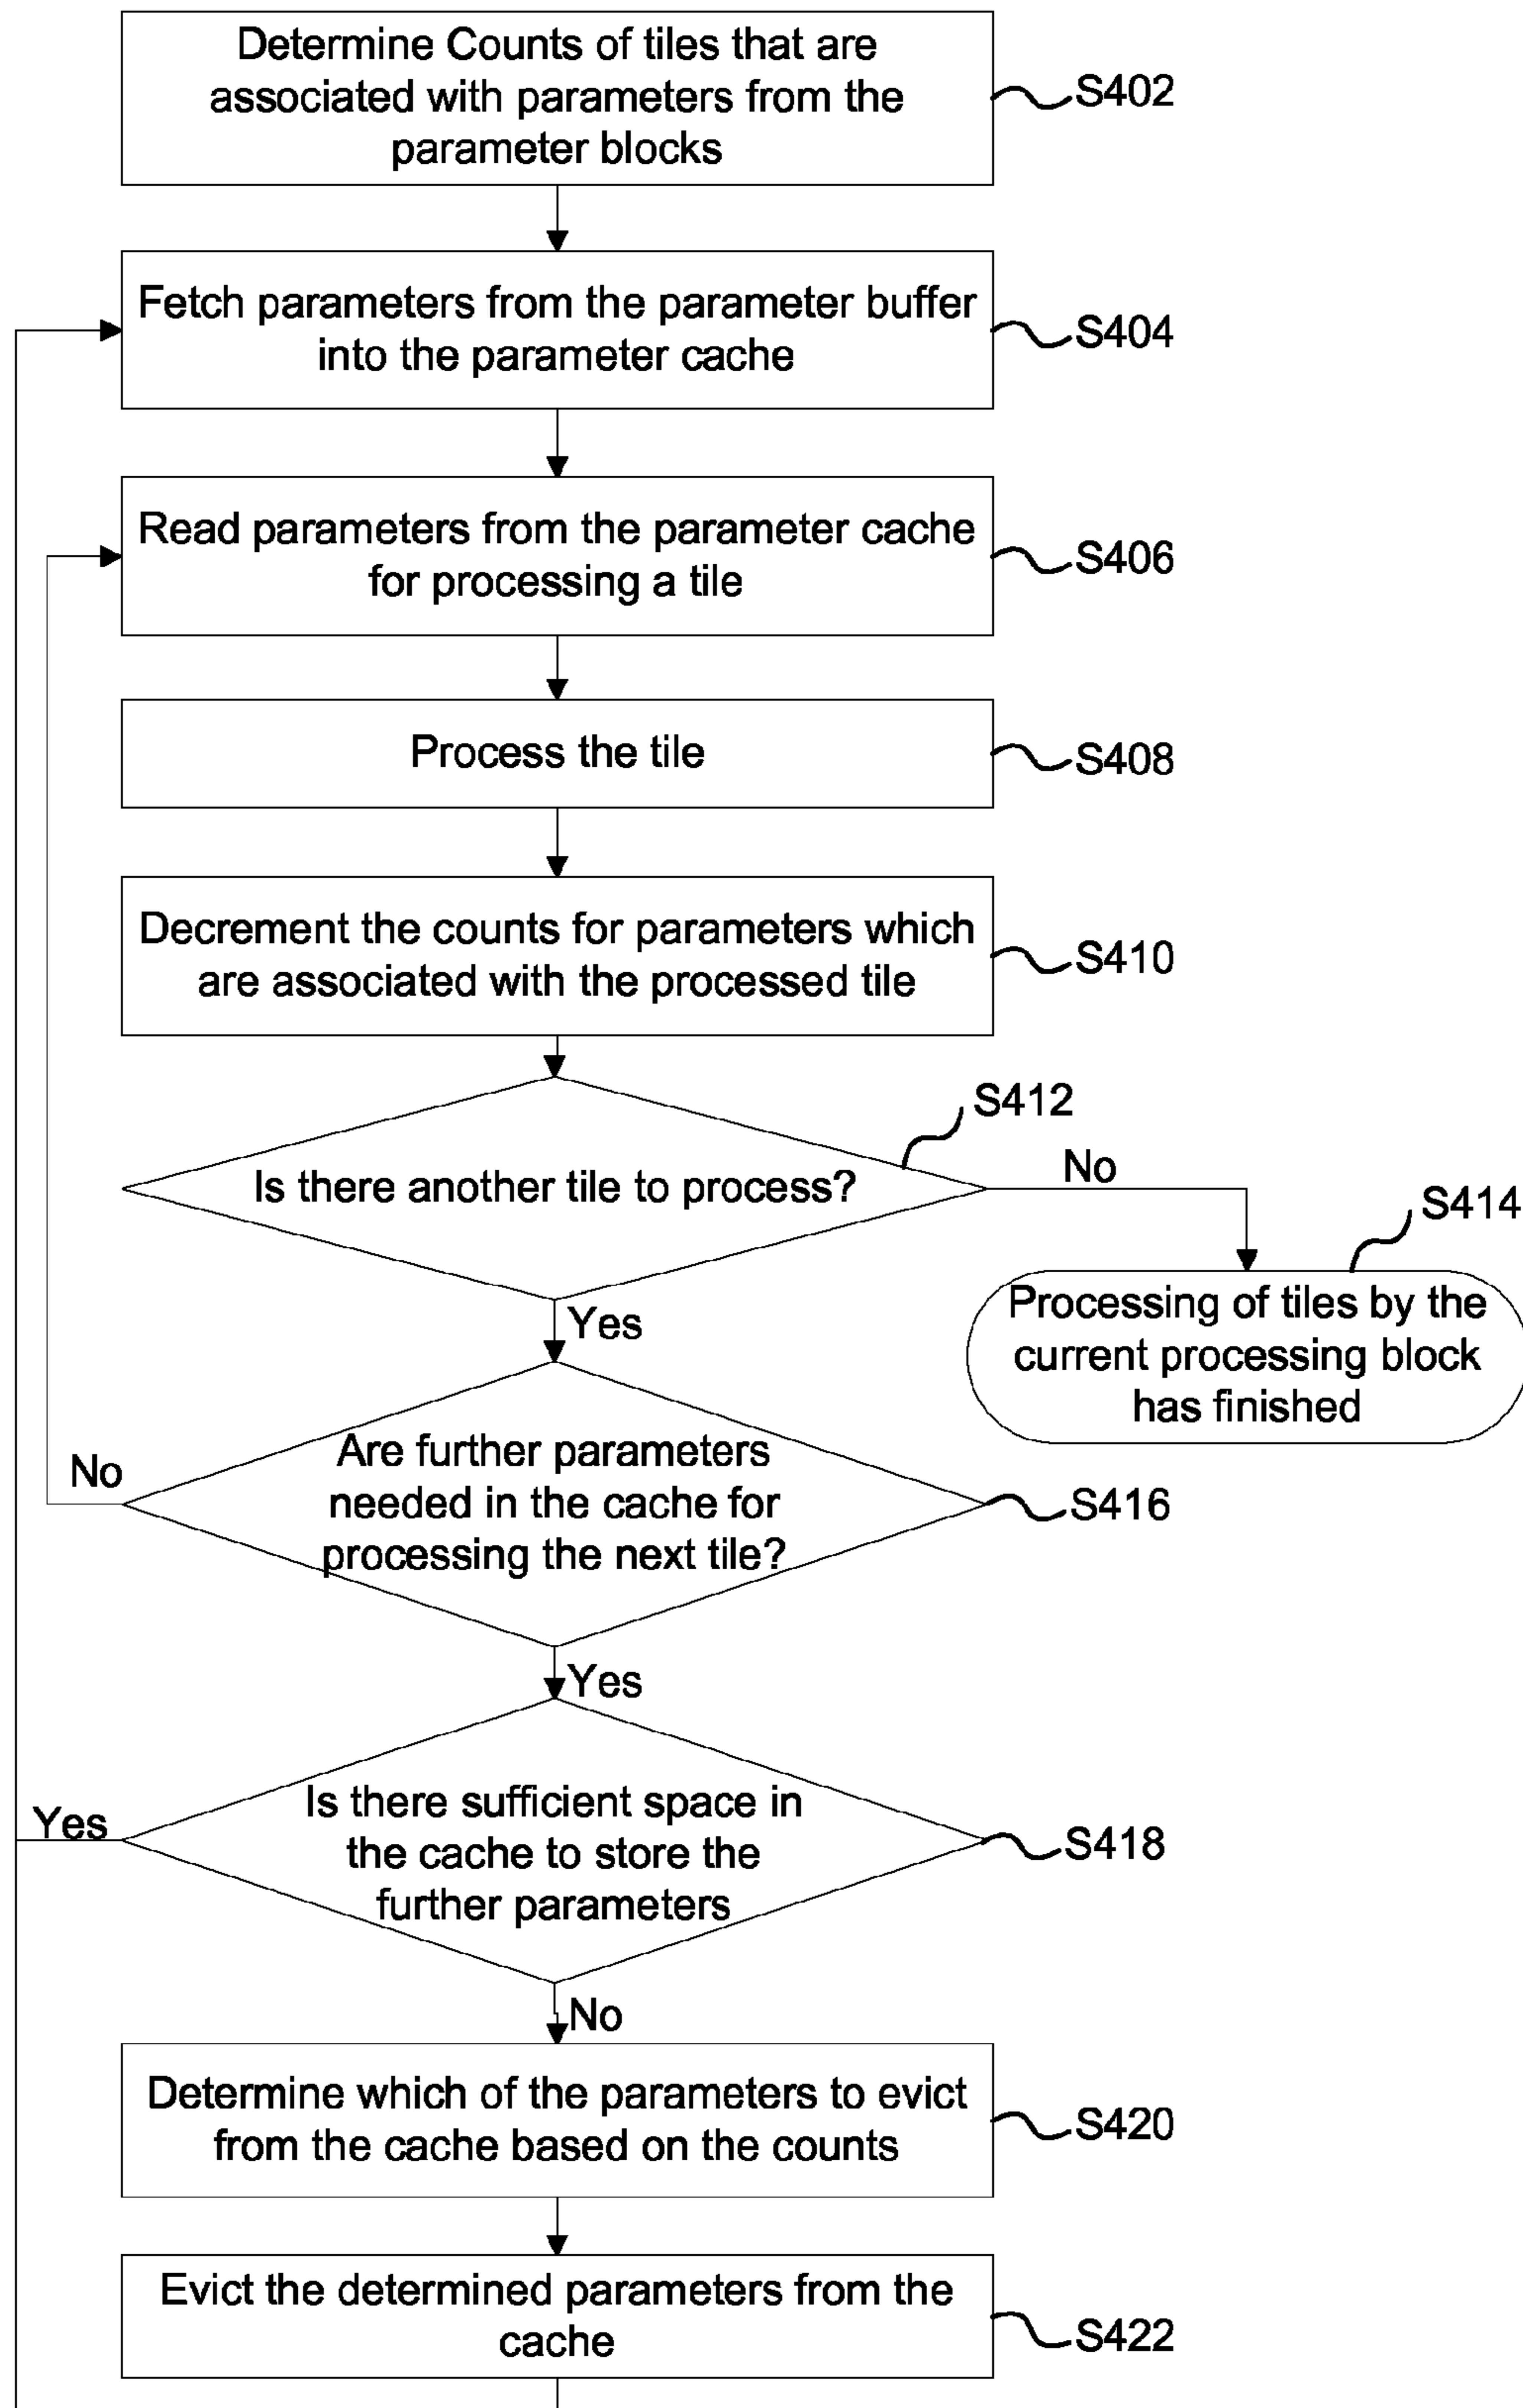 Determine Counts of tiles that are
associated with parameters from the
parameter blocks
S402
Fetch parameters from the parameter buffer
into the parameter cache
S404
Read parameters from the parameter cache
for processing a tile
S406
Process the tile
S408
Decrement the counts for parameters which
are associated with the processed tile
S410
S412
Is there another tile to process?
No
S414
Processing of tiles by the
current processing block
has finished
Yes
Are further parameters
needed in the cache for
processing the next tile?
No
S416
Yes
Is there sufficient space in
the cache to store the
further parameters
Yes
S418
No
Determine which of the parameters to evict
from the cache based on the counts
S420
Evict the determined parameters from the
cache
S422